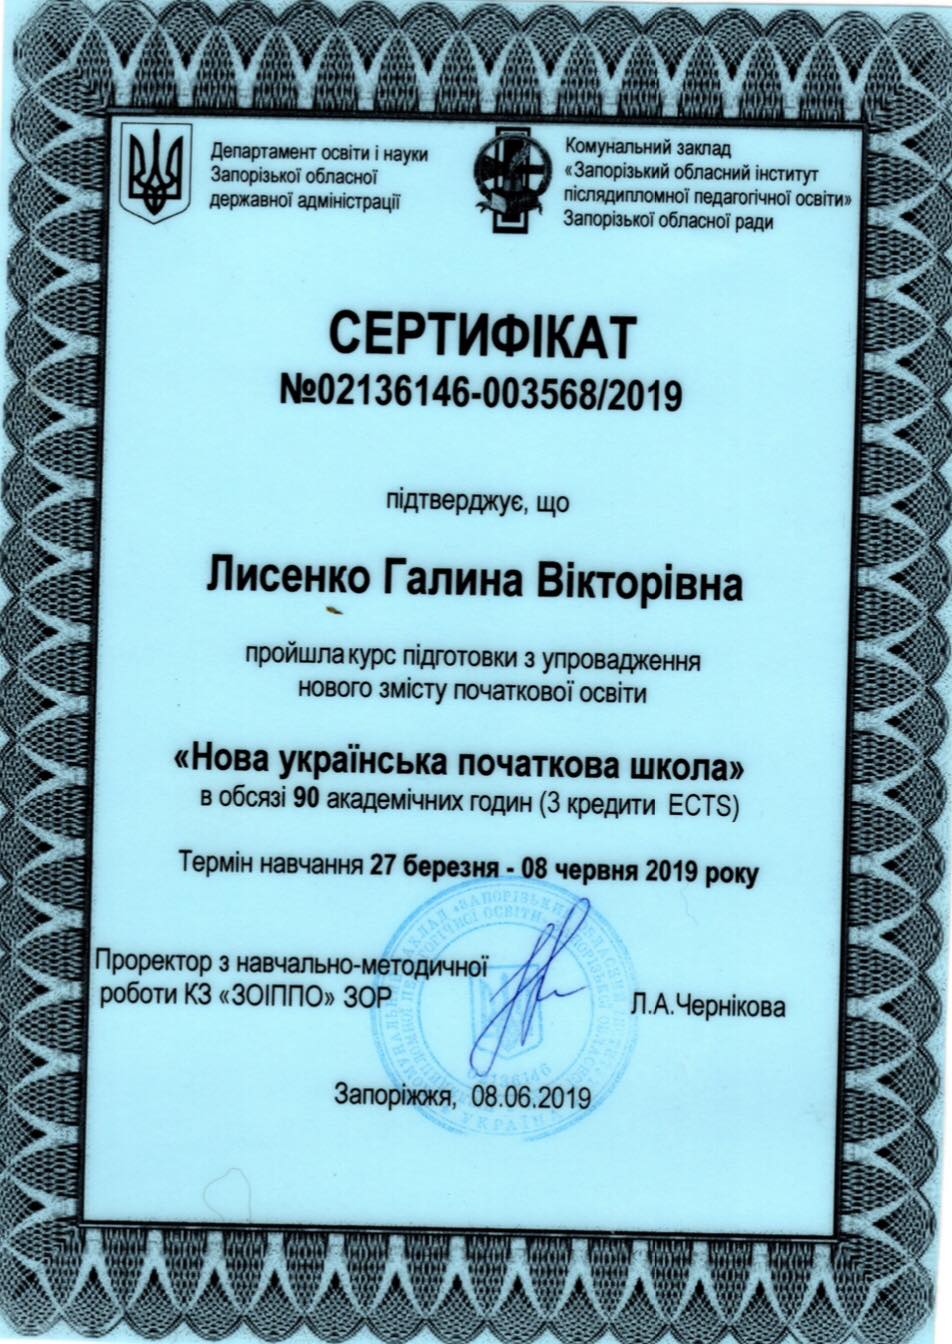 Департамент освіти і науки
Запорізької обласної
державної адміністрації
Комунальний заклад
«Запорізький обласний інститут
післядипломної педагогічної освіти»
Запорізької обласної ради
СЕРТИФІКАТ
№02136146-003568/2019
підтверджує, що
Лисенко Галина Вікторівна
пройшла курс підготовки з упровадження
нового змісту початкової освіти
«Нова українська початкова школа»
в обсязі 90 академічних годин (3 кредити ECTS)
Термін навчання 27 березня - 08 червня 2019 року
Проректор з навчально-методичної
роботи КЗ «ЗОІППО» ЗОР
Л.А.Чернікова
Запоріжжя, 08.06.2019
УКРАЇНА